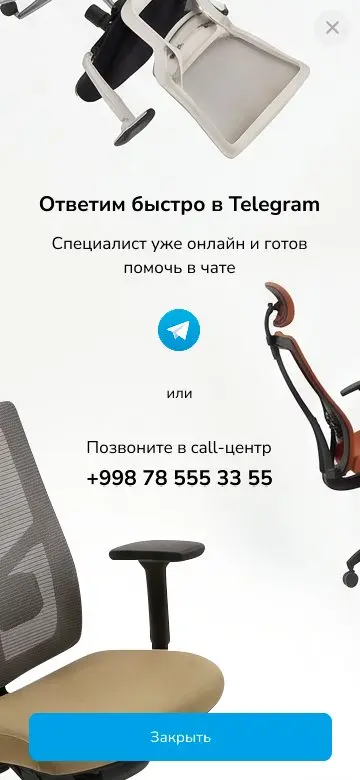 Ответим быстро в Telegram
Специалист уже онлайн и готов
помочь в чате
или
Позвоните в call-центр
+998 78 555 33 55
Закрыть